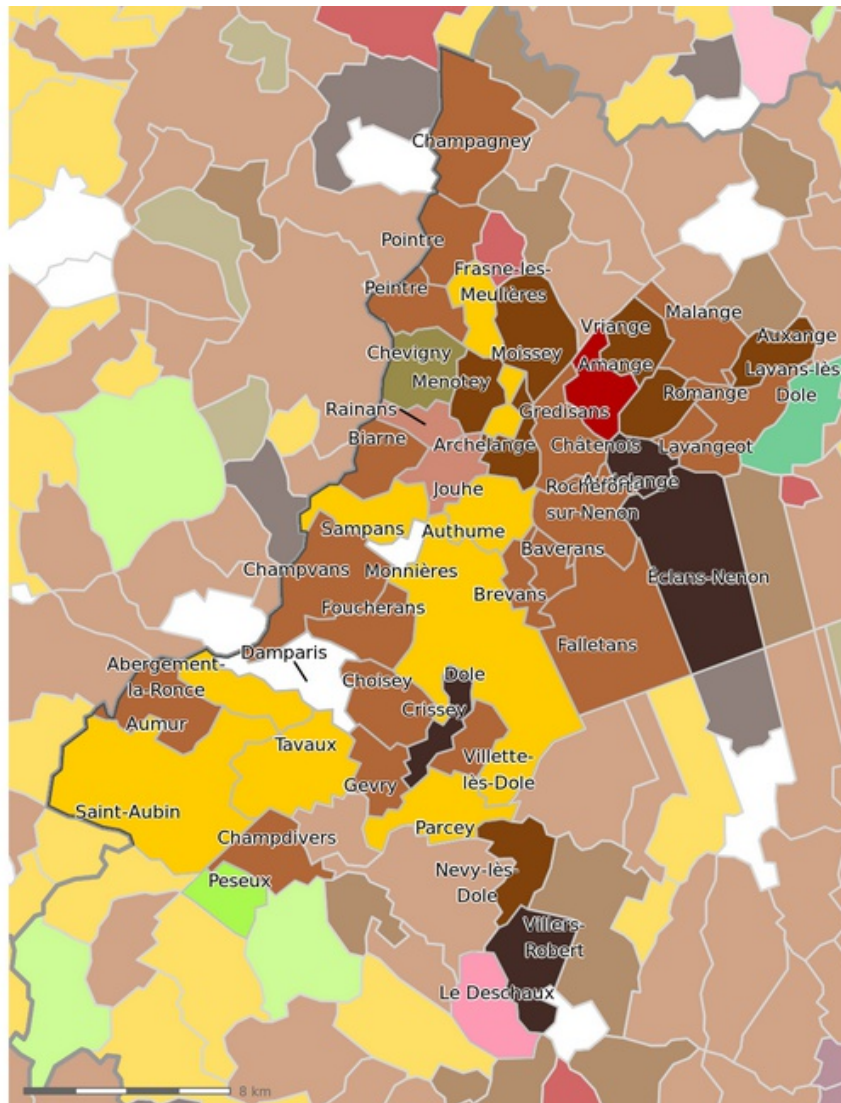 Champagney
Pointre
Frasne-les-
Meulières
Peintre
Malange
Vriange
Auxange
Chevigny
Moissey
Amange
Lavans-lès
Dole
Menotey
Romange
Rainans
Gredisans
Biarne
Archelange
Châtenois
Lavangeot
Audelange
Jouhe
Rochefort-
sur-Nenon
Sampans
Authume
Baverans
Champvans
Monnières
Éclans-Nenon
Brevans
Foucherans
Falletans
Damparis
Abergement-
la-Ronce
Choisey
Dole
Crissey
Aumur
Tavaux
Villette-
lès-Dole
Gevry
Saint-Aubin
Parcey
Champdivers
Peseux
Nevy-lès-
Dole
Villers-
Robert
Le Deschaux
8 km